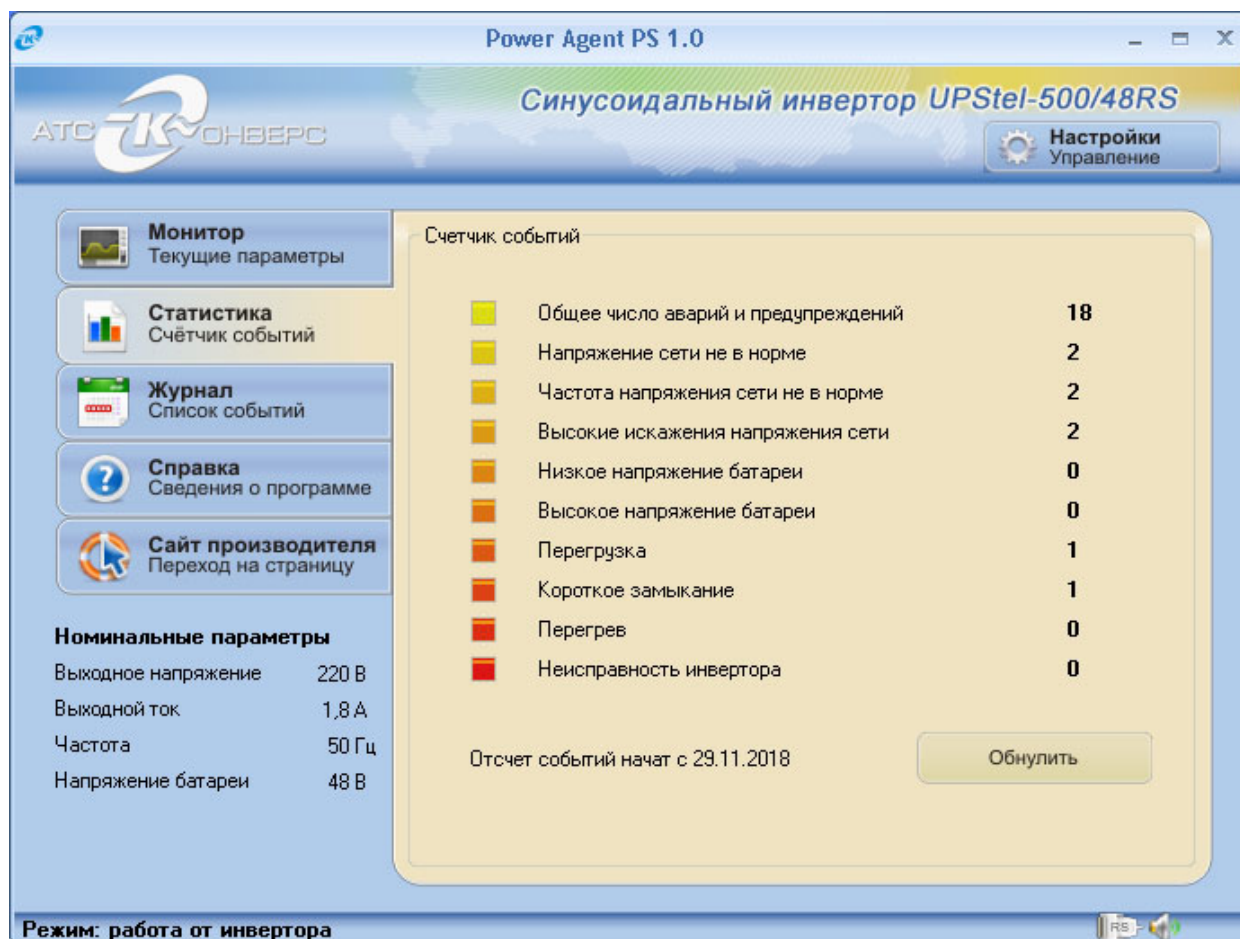 Power Agent PS 1.0
Синусоидальный инвертор UPStel-500/48RS
АТС КОНВЕРС
Настройки
Управление
Монитор
Текущие параметры
Статистика
Счётчик событий
Журнал
Список событий
Справка
Сведения о программе
Сайт производителя
Переход на страницу
Номинальные параметры
Выходное напряжение 220 В
Выходной ток 1,8 А
Частота 50 Гц
Напряжение батареи 48 В
Счетчик событий
Общее число аварий и предупреждений 18
Напряжение сети не в норме 2
Частота напряжения сети не в норме 2
Высокие искажения напряжения сети 2
Низкое напряжение батареи 0
Высокое напряжение батареи 0
Перегрузка 1
Короткое замыкание 1
Перегрев 0
Неисправность инвертора 0
Отсчет событий начат с 29.11.2018
Обнулить
Режим: работа от инвертора
RS